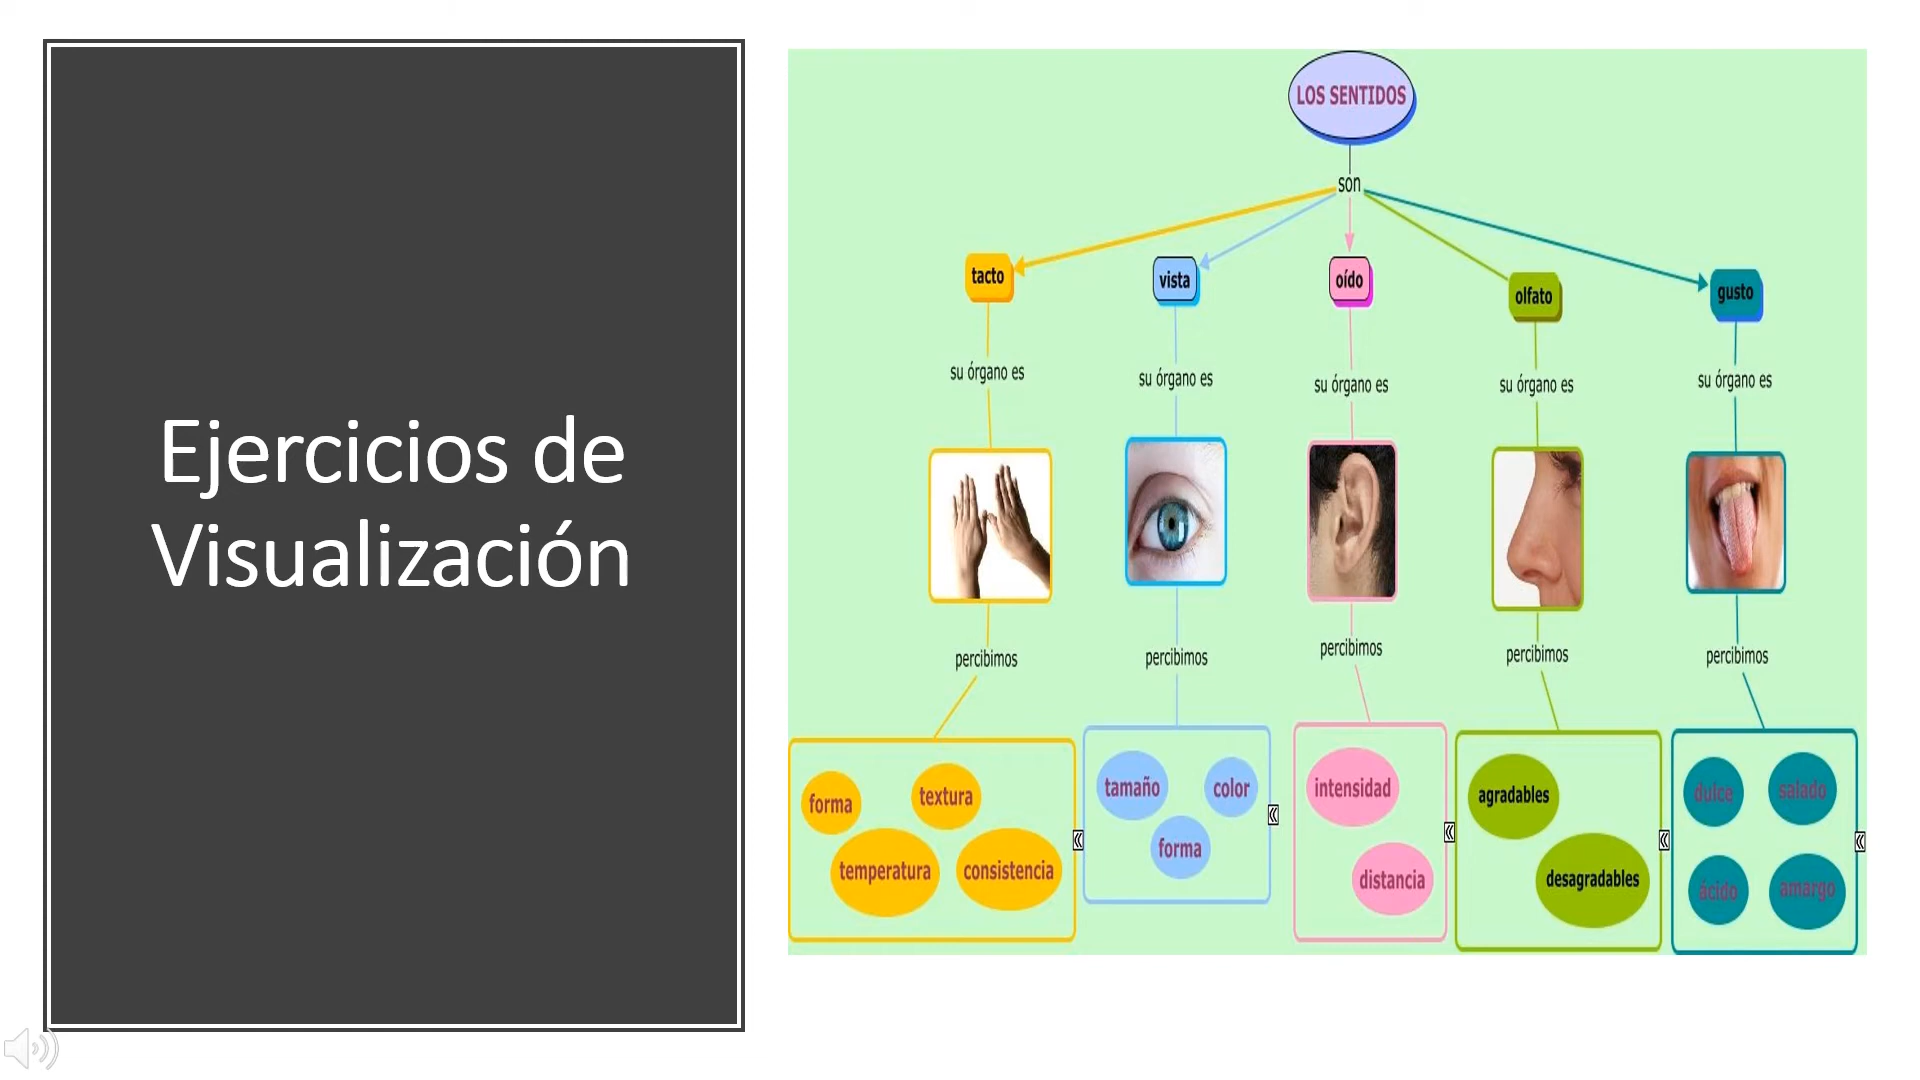 Ejercicios de
Visualización
LOS SENTIDOS
son
tacto
vista
oído
olfato
gusto
su órgano es
su órgano es
su órgano es
su órgano es
su órgano es
percibimos
percibimos
percibimos
percibimos
percibimos
forma
textura
temperatura
consistencia
tamaño
color
forma
intensidad
distancia
agradables
desagradables
dulce
salado
ácido
amargo